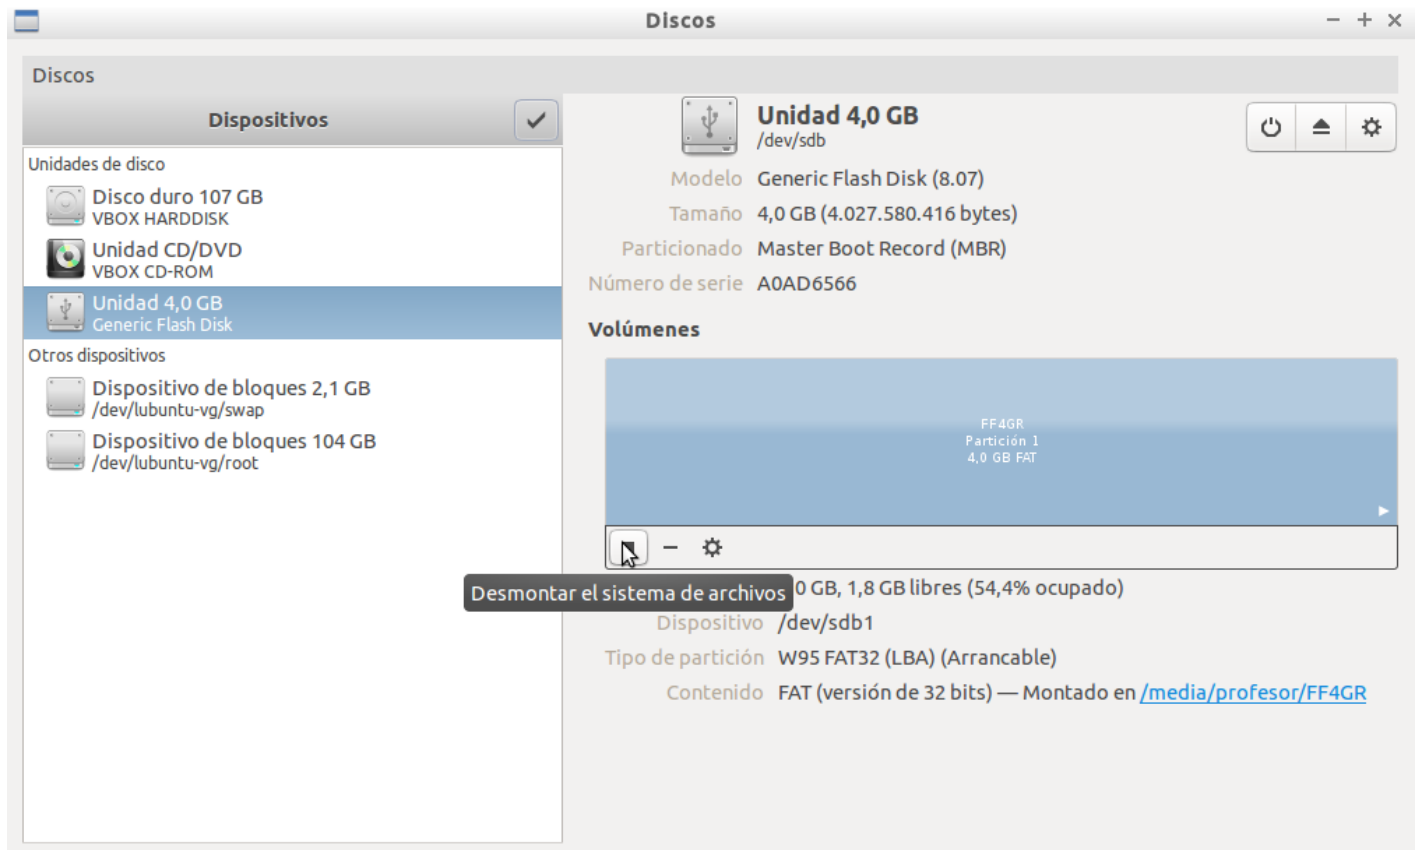 Discos
Discos
Dispositivos
Unidades de disco
Disco duro 107 GB
VBOX HARDDISK
Unidad CD/DVD
VBOX CD-ROM
Unidad 4,0 GB
Generic Flash Disk
Otros dispositivos
Dispositivo de bloques 2,1 GB
/dev/lubuntu-vg/swap
Dispositivo de bloques 104 GB
/dev/lubuntu-vg/root
Unidad 4,0 GB
/dev/sdb
Modelo Generic Flash Disk (8.07)
Tamaño 4,0 GB (4.027.580.416 bytes)
Particionado Master Boot Record (MBR)
Número de serie A0AD6566
Volúmenes
FF4GR
Partición 1
4,0 GB FAT
Desmontar el sistema de archivos
0 GB, 1,8 GB libres (54,4% ocupado)
Dispositivo /dev/sdb1
Tipo de partición W95 FAT32 (LBA) (Arrancable)
Contenido FAT (versión de 32 bits) — Montado en /media/profesor/FF4GR